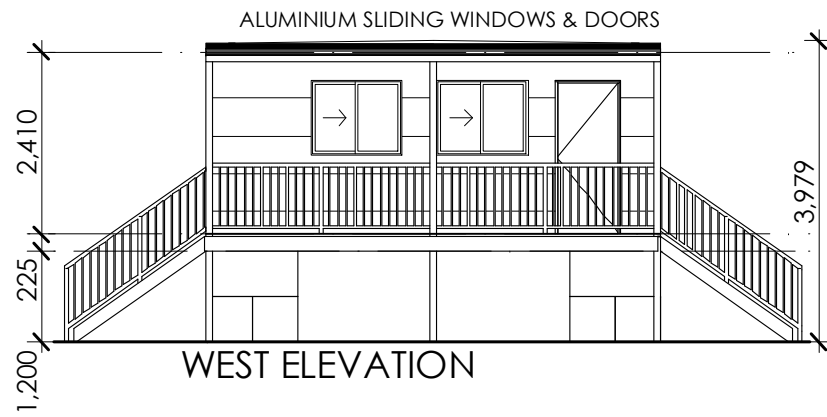 ALUMINIUM SLIDING WINDOWS & DOORS
2,410
3,979
225
1,200
WEST ELEVATION